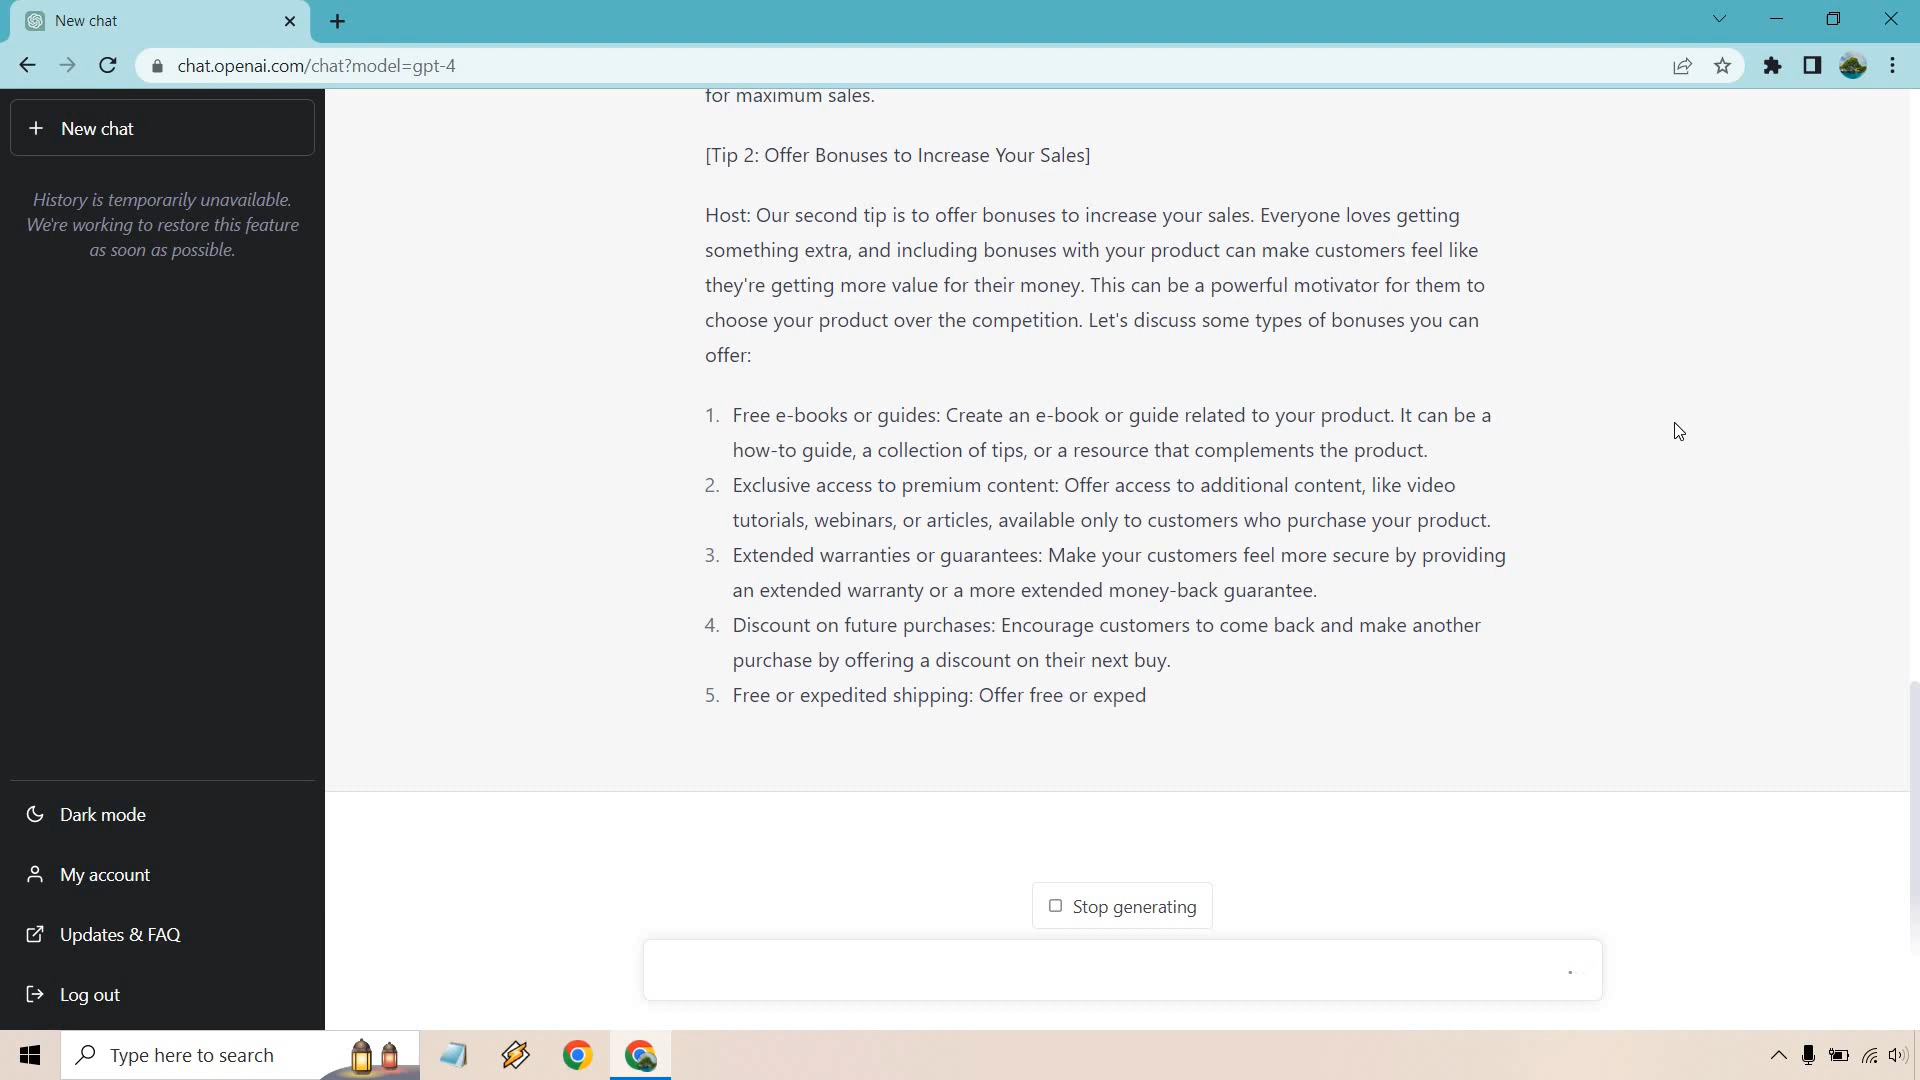 New chat
chat.openai.com/chat?model=gpt-4
New chat
History is temporarily unavailable.
We're working to restore this feature
as soon as possible.
for maximum sales.
[Tip 2: Offer Bonuses to Increase Your Sales]
Host: Our second tip is to offer bonuses to increase your sales. Everyone loves getting
something extra, and including bonuses with your product can make customers feel like
they're getting more value for their money. This can be a powerful motivator for them to
choose your product over the competition. Let's discuss some types of bonuses you can
offer:
1. Free e-books or guides: Create an e-book or guide related to your product. It can be a
how-to guide, a collection of tips, or a resource that complements the product.
2. Exclusive access to premium content: Offer access to additional content, like video
tutorials, webinars, or articles, available only to customers who purchase your product.
3. Extended warranties or guarantees: Make your customers feel more secure by providing
an extended warranty or a more extended money-back guarantee.
4. Discount on future purchases: Encourage customers to come back and make another
purchase by offering a discount on their next buy.
5. Free or expedited shipping: Offer free or exped
Dark mode
My account
Updates & FAQ
Log out
Stop generating
Type here to search